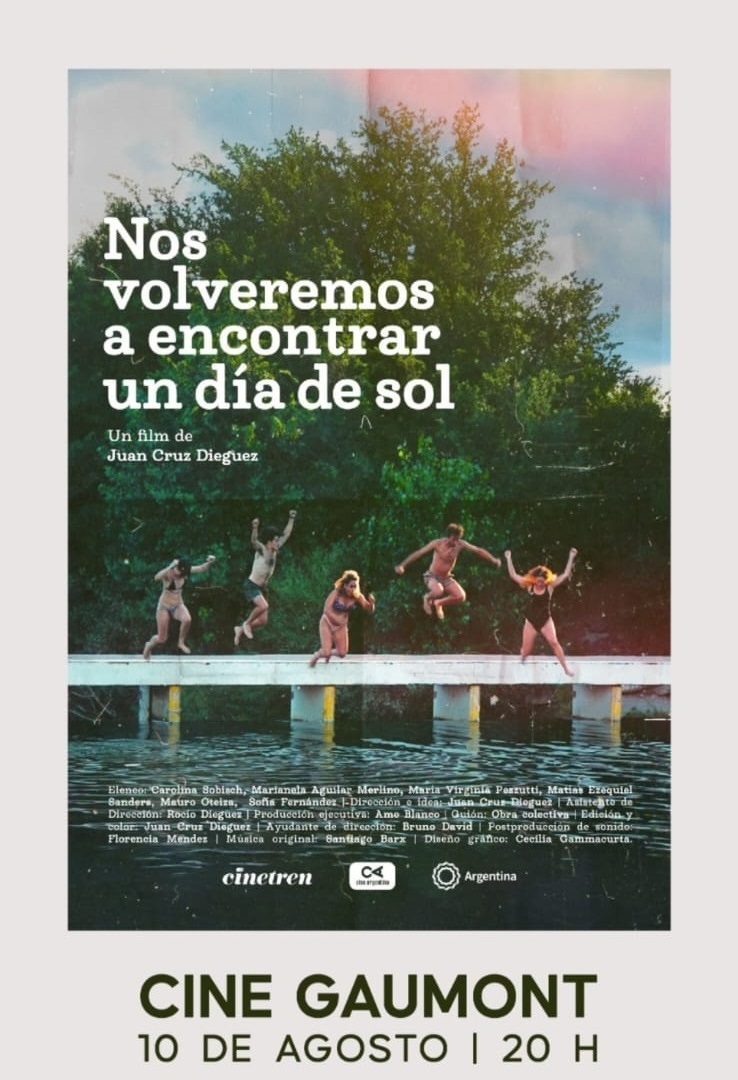 Nos
volveremos
a encontrar
un día de sol
Un film de
Juan Cruz Dieguez
Elenco: Carolina Sobisch, Marianela Aguilar Merlino, María Virginia Pezzutti, Matías Ezequiel
Sanders, Mauro Oteiza, Sofía Fernández | Dirección e idea: Juan Cruz Dieguez | Asistente de
Dirección: Rocío Dieguez | Producción ejecutiva: Amo Blanco | Guión: Obra colectiva | Edición y
color: Juan Cruz Dieguez | Ayudante de dirección: Bruno David | Postproducción de sonido:
Florencia Mendez | Música original: Santiago Barx | Diseño gráfico: Cecilia Gammacurta.
cinetren
CA
cine argentino
Argentina
CINE GAUMONT
10 DE AGOSTO | 20 H